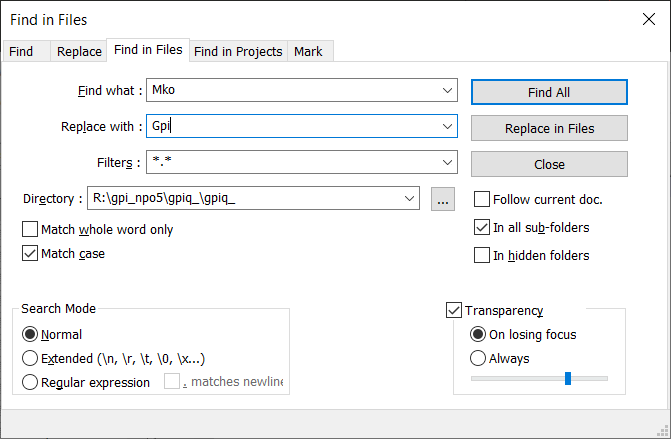 Find in Files
Find Replace Find in Files Find in Projects Mark
Find what : Mko Find All
Replace with : Gpi Replace in Files
Filters : *.* Close
Directory : R:\gpi_npo5\gpiq_\gpiq_ ... Follow current doc.
Match whole word only In all sub-folders
Match case In hidden folders
Search Mode Transparency
Normal On losing focus
Extended (\n, \r, \t, \0, \x...) Always
Regular expression . matches newline